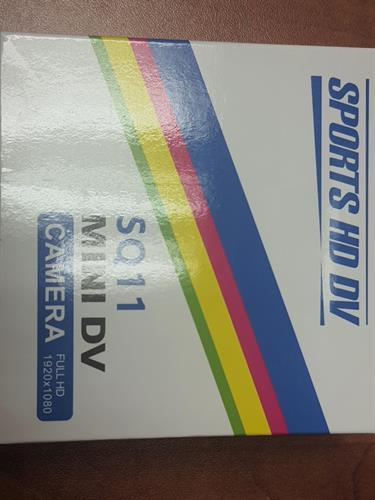 SPORTS HD DV
SQ11
MINI DV
CAMERA
FULL HD
1920x1080